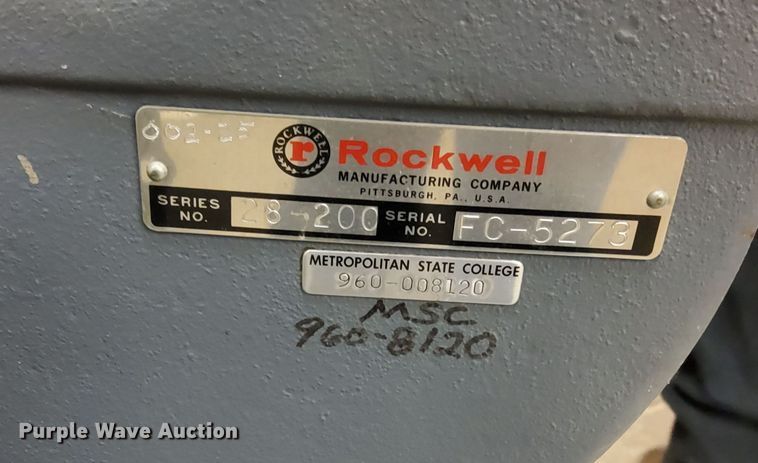 ROCKWELL
r
Rockwell
MANUFACTURING COMPANY
PITTSBURGH, PA., U.S.A.
SERIES NO. 28-200 SERIAL NO. FC-5273
METROPOLITAN STATE COLLEGE
960-008120
MSC
960-8120
Purple Wave Auction